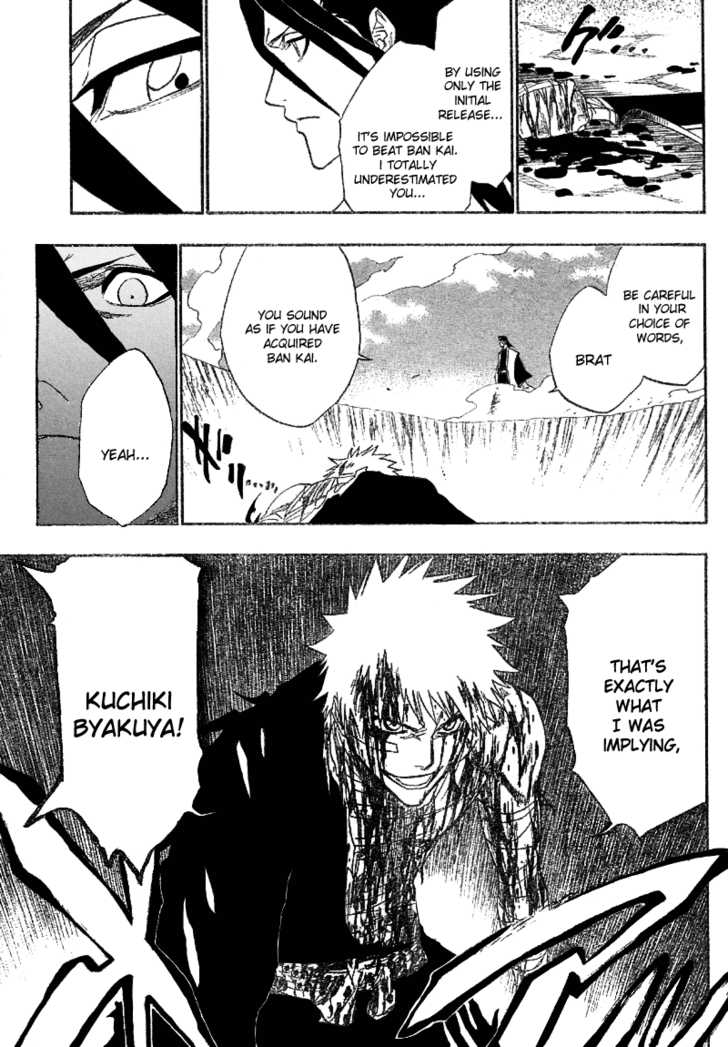 BY USING
ONLY THE
INITIAL
RELEASE...
IT'S IMPOSSIBLE
TO BEAT BAN KAI.
I TOTALLY
UNDERESTIMATED
YOU...
BE CAREFUL
IN YOUR
CHOICE OF
WORDS,
BRAT
YOU SOUND
AS IF YOU HAVE
ACQUIRED
BAN KAI.
YEAH...
THAT'S
EXACTLY
WHAT
I WAS
IMPLYING,
KUCHIKI
BYAKUYA!